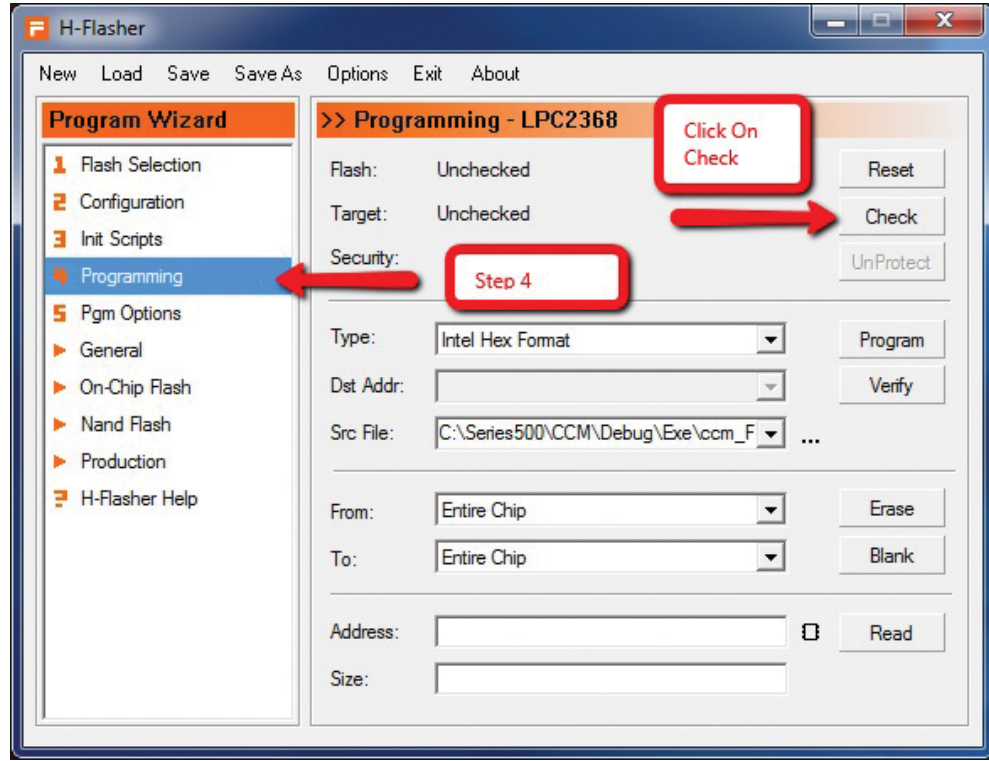 H-Flasher
New Load Save Save As Options Exit About
Program Wizard
1 Flash Selection
2 Configuration
3 Init Scripts
4 Programming
5 Pgm Options
General
On-Chip Flash
Nand Flash
Production
? H-Flasher Help
>> Programming - LPC2368
Click On
Check
Flash: Unchecked Reset
Target: Unchecked Check
Security: UnProtect
Step 4
Type: Intel Hex Format Program
Dst Addr: Verify
Src File: C:\Series500\CCM\Debug\Exe\ccm_F ...
From: Entire Chip Erase
To: Entire Chip Blank
Address: Read
Size: